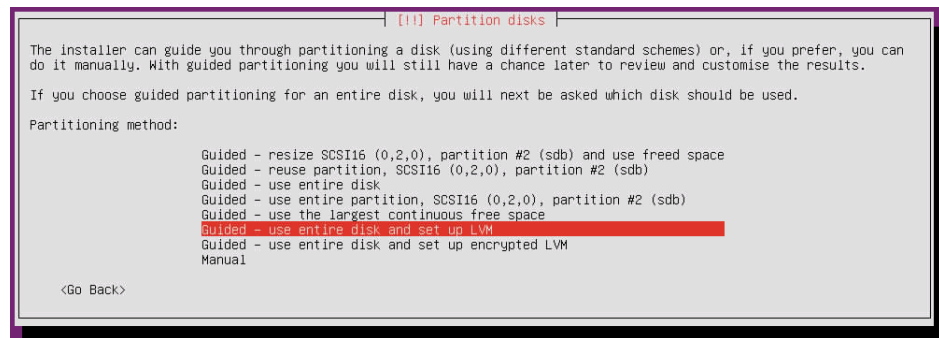 [!!] Partition disks
The installer can guide you through partitioning a disk (using different standard schemes) or, if you prefer, you can
do it manually. With guided partitioning you will still have a chance later to review and customise the results.
If you choose guided partitioning for an entire disk, you will next be asked which disk should be used.
Partitioning method:
Guided - resize SCSI16 (0,2,0), partition #2 (sdb) and use freed space
Guided - reuse partition, SCSI16 (0,2,0), partition #2 (sdb)
Guided - use entire disk
Guided - use entire partition, SCSI16 (0,2,0), partition #2 (sdb)
Guided - use the largest continuous free space
Guided - use entire disk and set up LVM
Guided - use entire disk and set up encrypted LVM
Manual
<Go Back>